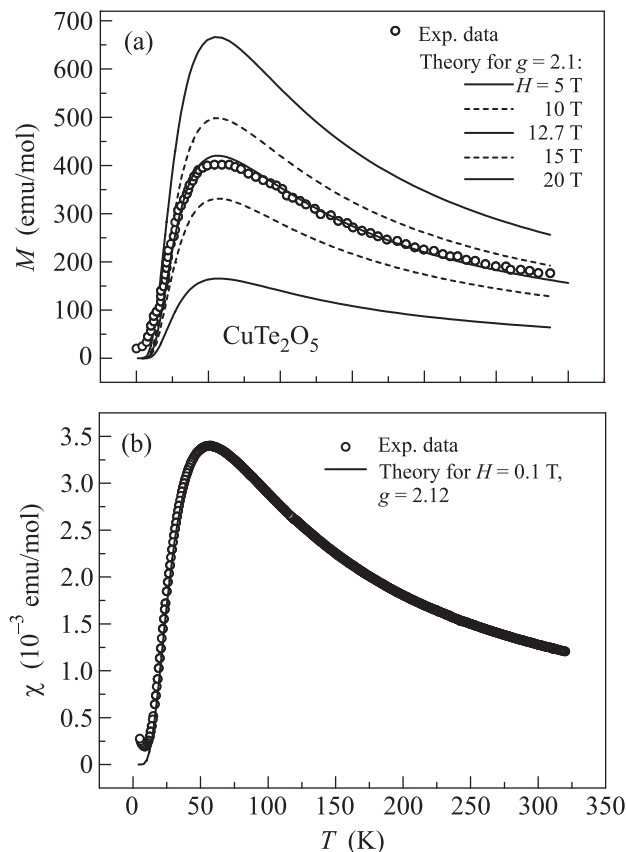 (a)
Exp. data
Theory for g = 2.1:
H = 5 T
10 T
12.7 T
15 T
20 T
700
600
500
400
300
200
100
0
M (emu/mol)
CuTe₂O₅
(b)
Exp. data
Theory for H = 0.1 T,
g = 2.12
3.5
3.0
2.5
2.0
1.5
1.0
0.5
0
χ (10⁻³ emu/mol)
0 50 100 150 200 250 300 350
T (K)